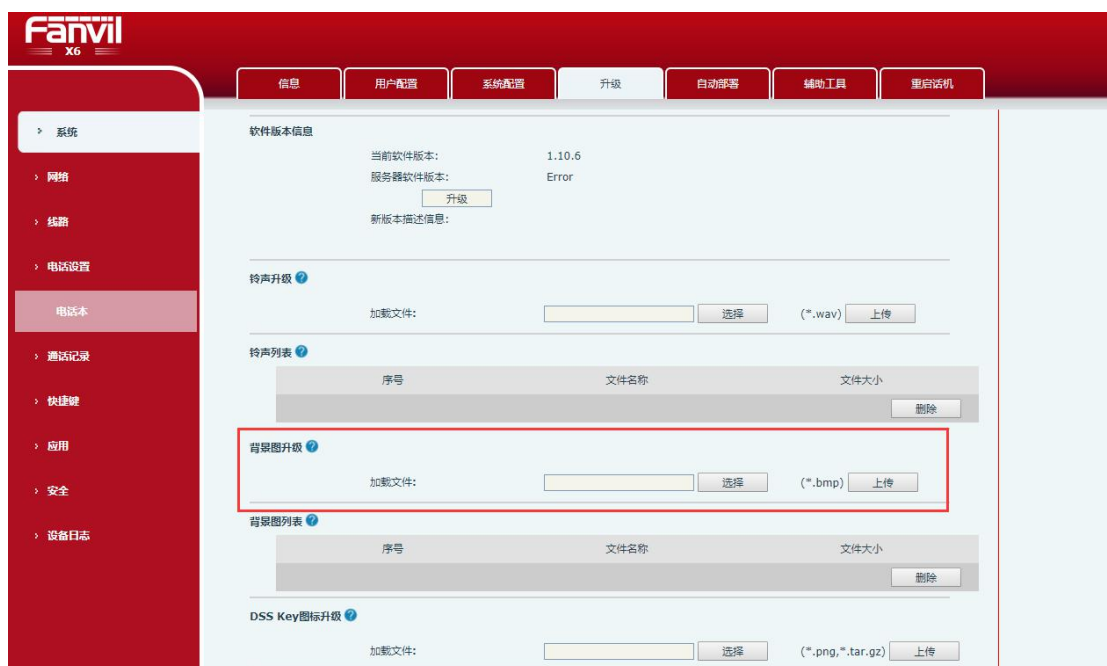 Fanvil
X6
信息 用户配置 系统配置 升级 自动部署 辅助工具 重启话机
系统
网络
线路
电话设置
电话本
通话记录
快捷键
应用
安全
设备日志
软件版本信息
当前软件版本: 1.10.6
服务器软件版本: Error
升级
新版本描述信息:
铃声升级
加载文件: 选择 (*.wav) 上传
铃声列表
序号 文件名称 文件大小
删除
背景图升级
加载文件: 选择 (*.bmp) 上传
背景图列表
序号 文件名称 文件大小
删除
DSS Key图标升级
加载文件: 选择 (*.png,*.tar.gz) 上传